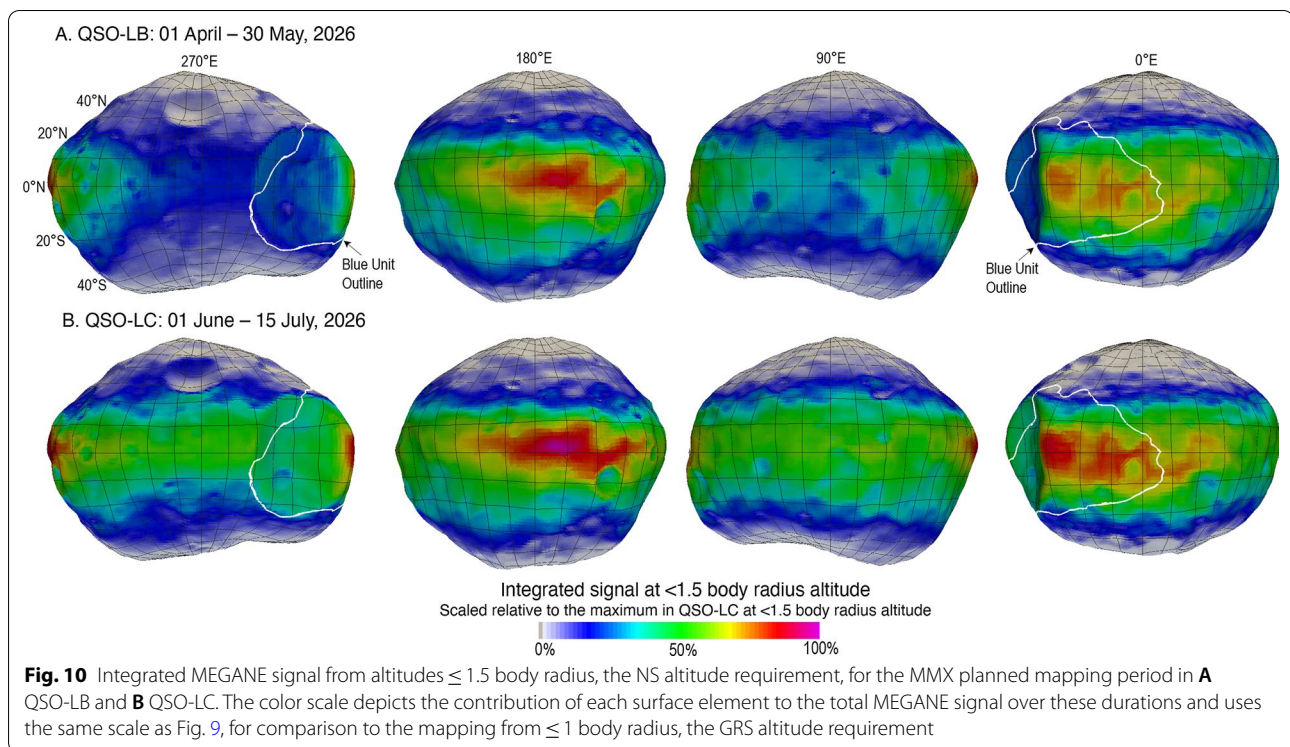 A. QSO-LB: 01 April – 30 May, 2026
270°E 180°E 90°E 0°E
40°N
20°N
0°N
20°S
40°S
Blue Unit
Outline
Blue Unit
Outline
B. QSO-LC: 01 June – 15 July, 2026
Integrated signal at <1.5 body radius altitude
Scaled relative to the maximum in QSO-LC at <1.5 body radius altitude
0% 50% 100%
Fig. 10 Integrated MEGANE signal from altitudes ≤ 1.5 body radius, the NS altitude requirement, for the MMX planned mapping period in A
QSO-LB and B QSO-LC. The color scale depicts the contribution of each surface element to the total MEGANE signal over these durations and uses
the same scale as Fig. 9, for comparison to the mapping from ≤ 1 body radius, the GRS altitude requirement